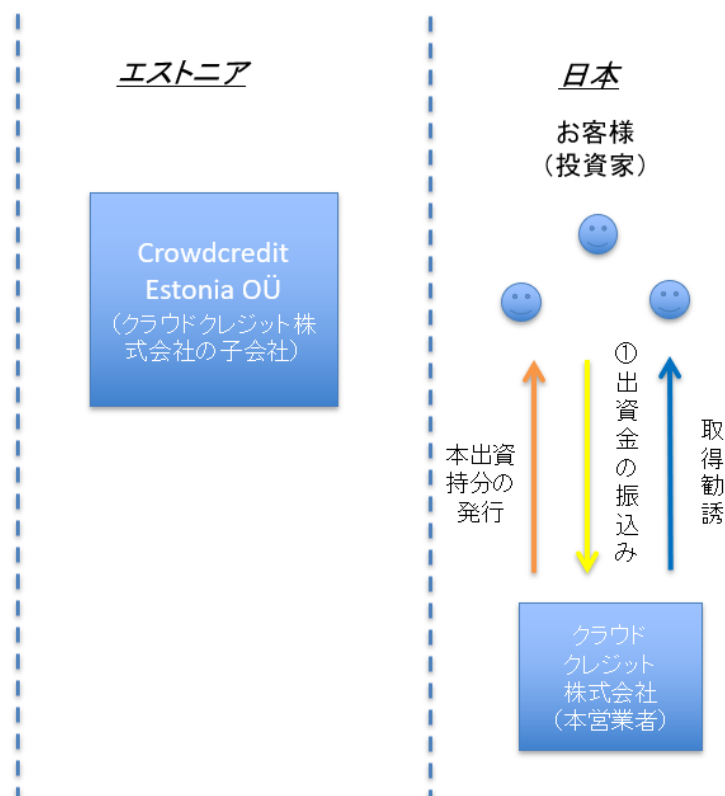 エストニア
Crowdcredit
Estonia OÜ
（クラウドクレジット株
式会社の子会社）
日本
お客様
（投資家）
本出資
持分の
発行
①出資金の振込み
取得勧誘
クラウド
クレジット
株式会社
（本営業者）